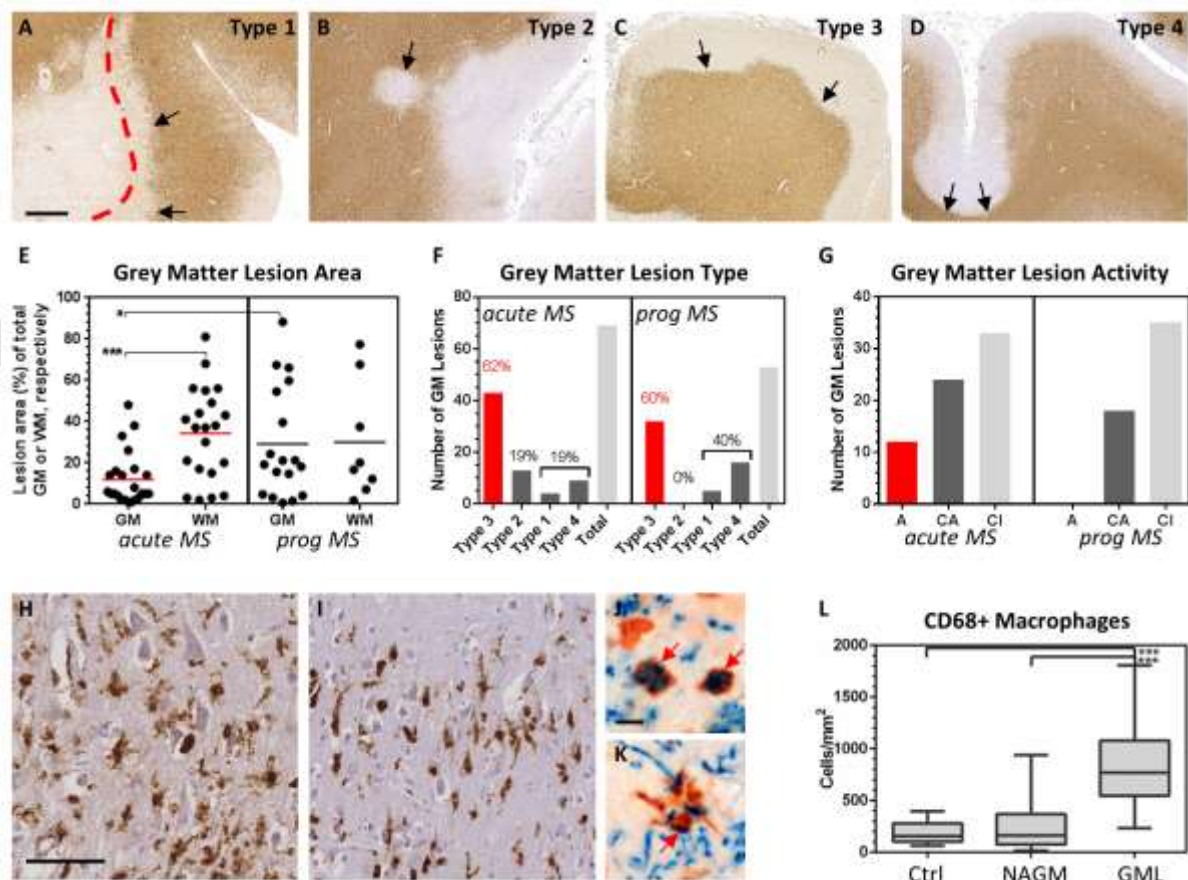 A Type 1
B Type 2
C Type 3
D Type 4
E
Grey Matter Lesion Area
Lesion area (%) of total
GM or WM, respectively
100
80
60
40
20
0
*
***
GM WM GM WM
acute MS prog MS
F
Grey Matter Lesion Type
Number of GM Lesions
80
60
40
20
0
acute MS prog MS
62%
19% 19%
60%
0%
40%
Type 3 Type 2 Type 1 Type 4 Total Type 3 Type 2 Type 1 Type 4 Total
G
Grey Matter Lesion Activity
Number of GM Lesions
40
30
20
10
0
A CA CI A CA CI
acute MS prog MS
H
I
J
K
L
CD68+ Macrophages
Cells/mm²
2000
1500
1000
500
0
***
***
Ctrl NAGM GML